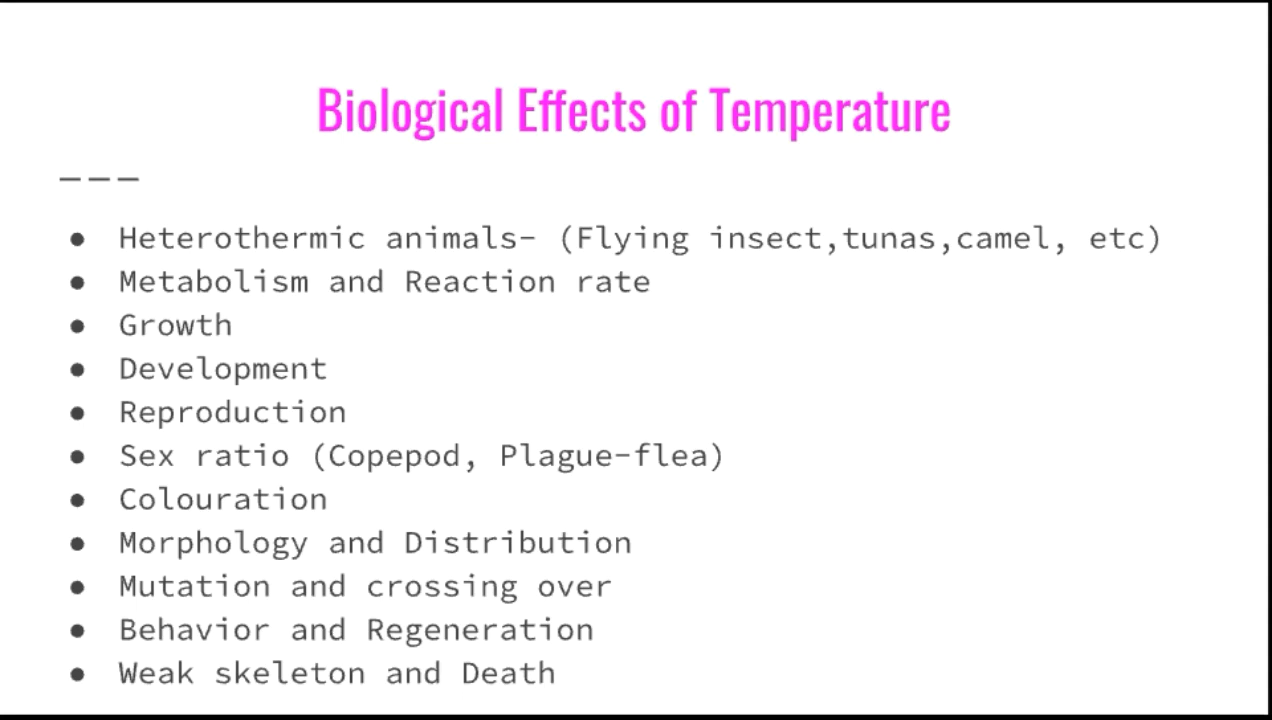 Biological Effects of Temperature
———
● Heterothermic animals- (Flying insect,tunas,camel, etc)
● Metabolism and Reaction rate
● Growth
● Development
● Reproduction
● Sex ratio (Copepod, Plague-flea)
● Colouration
● Morphology and Distribution
● Mutation and crossing over
● Behavior and Regeneration
● Weak skeleton and Death